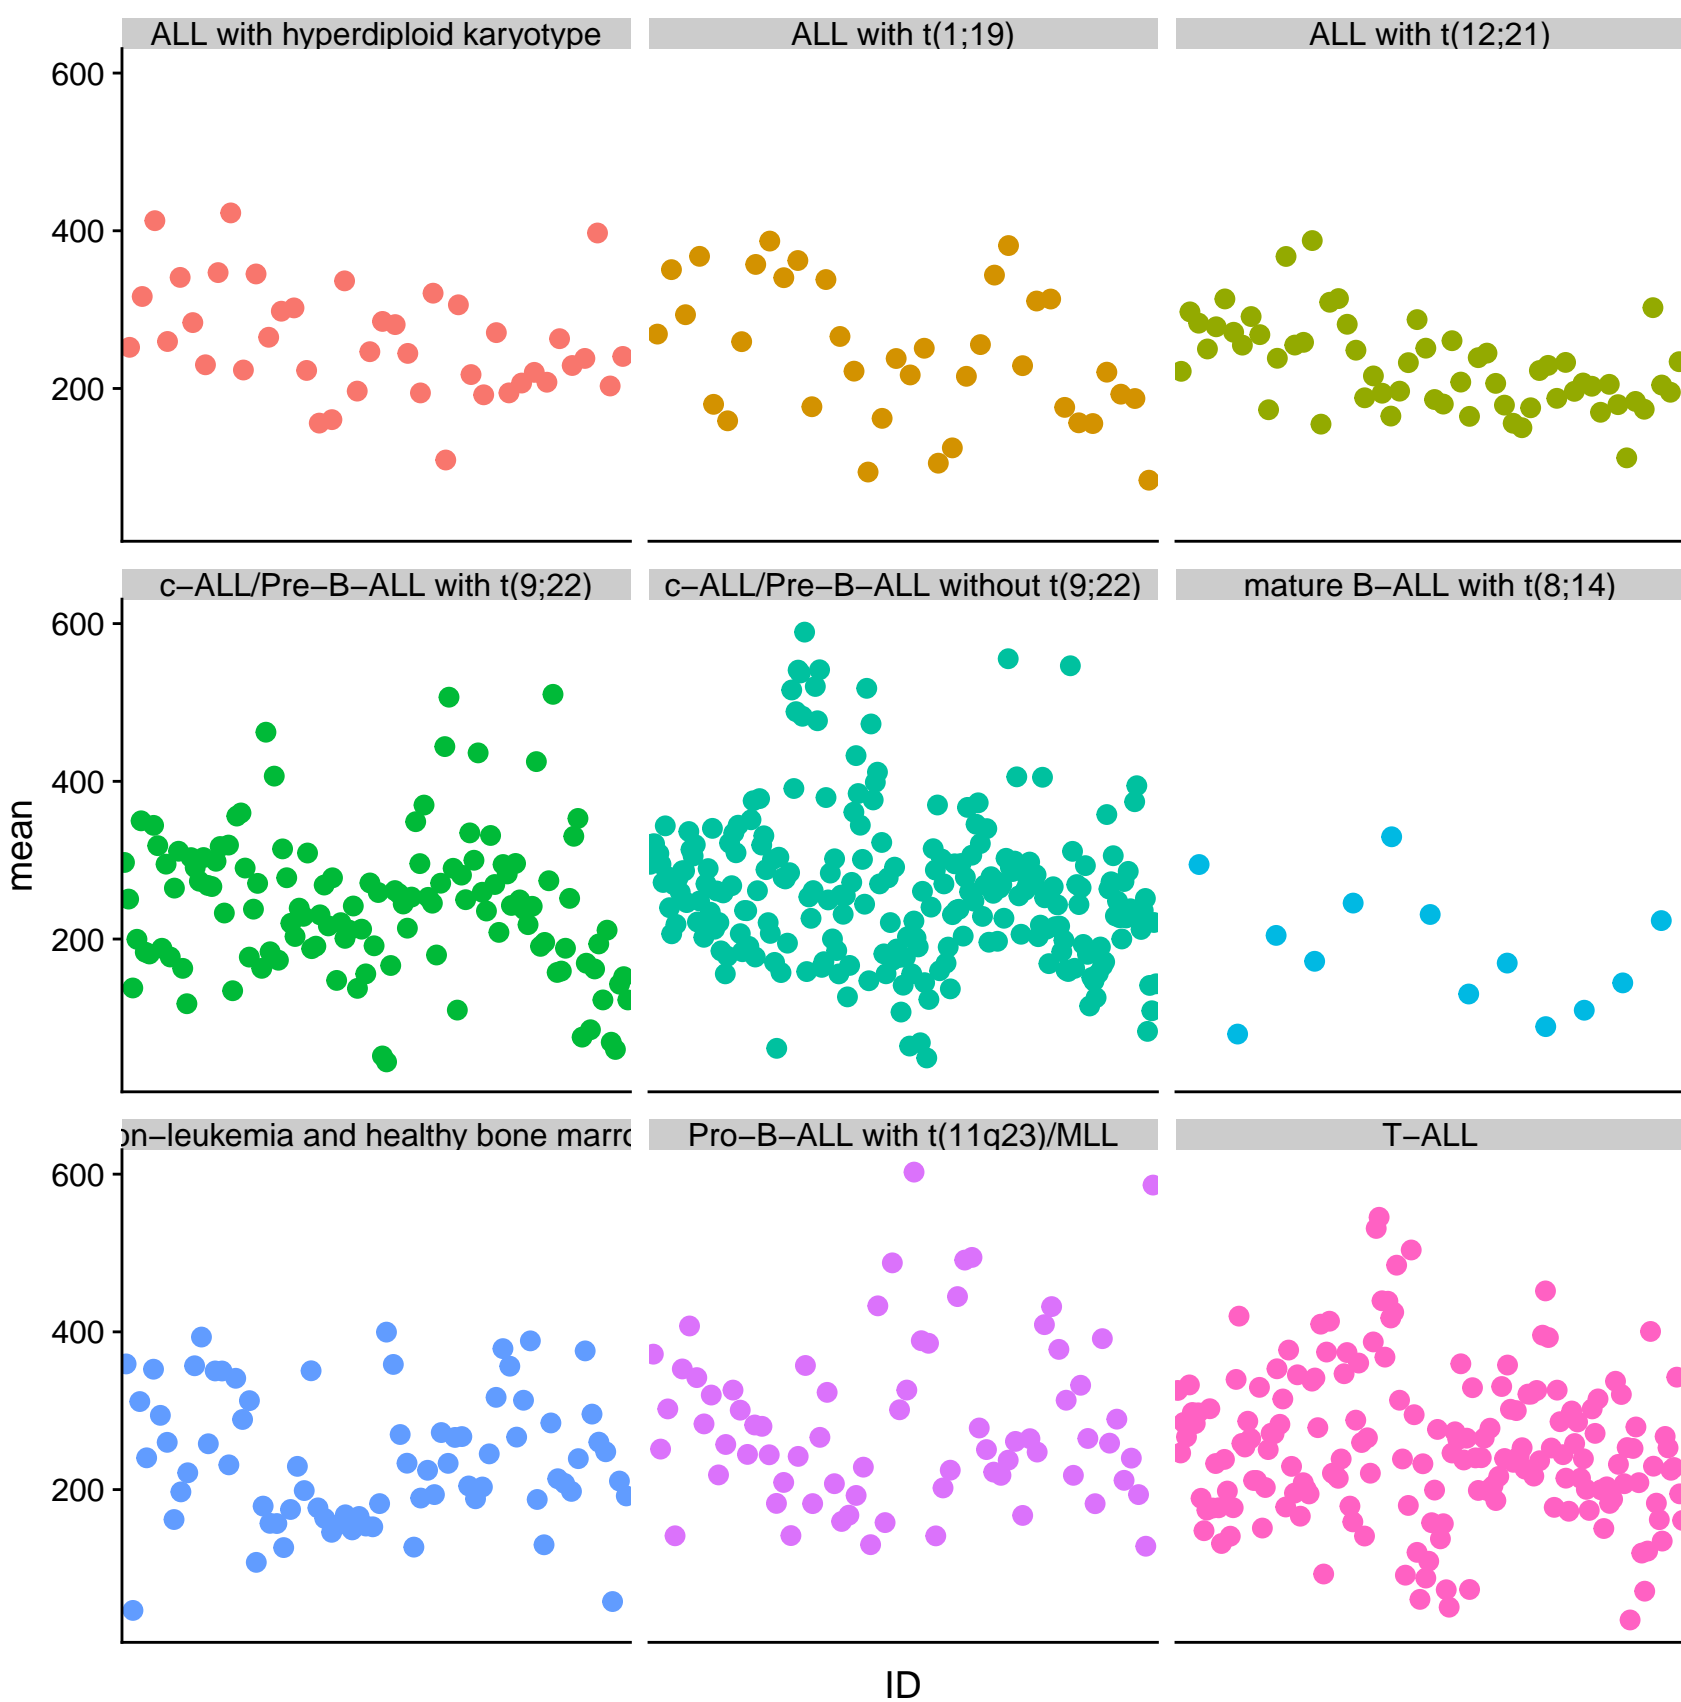 ALL with hyperdiploid karyotype
ALL with t(1;19)
ALL with t(12;21)
600
400
200
c−ALL/Pre−B−ALL with t(9;22)
c−ALL/Pre−B−ALL without t(9;22)
mature B−ALL with t(8;14)
600
400
200
mean
on−leukemia and healthy bone marro
Pro−B−ALL with t(11q23)/MLL
T−ALL
600
400
200
ID